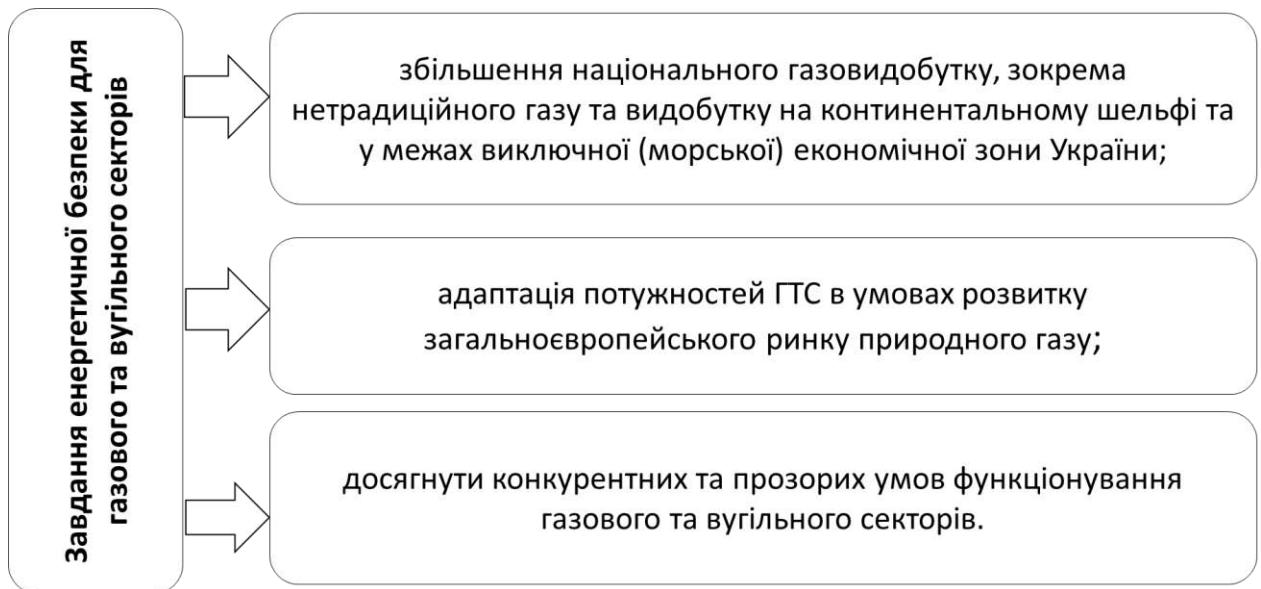 Завдання енергетичної безпеки для
газового та вугільного секторів
збільшення національного газовидобутку, зокрема
нетрадиційного газу та видобутку на континентальному шельфі та
у межах виключної (морської) економічної зони України;
адаптація потужностей ГТС в умовах розвитку
загальноєвропейського ринку природного газу;
досягнути конкурентних та прозорих умов функціонування
газового та вугільного секторів.